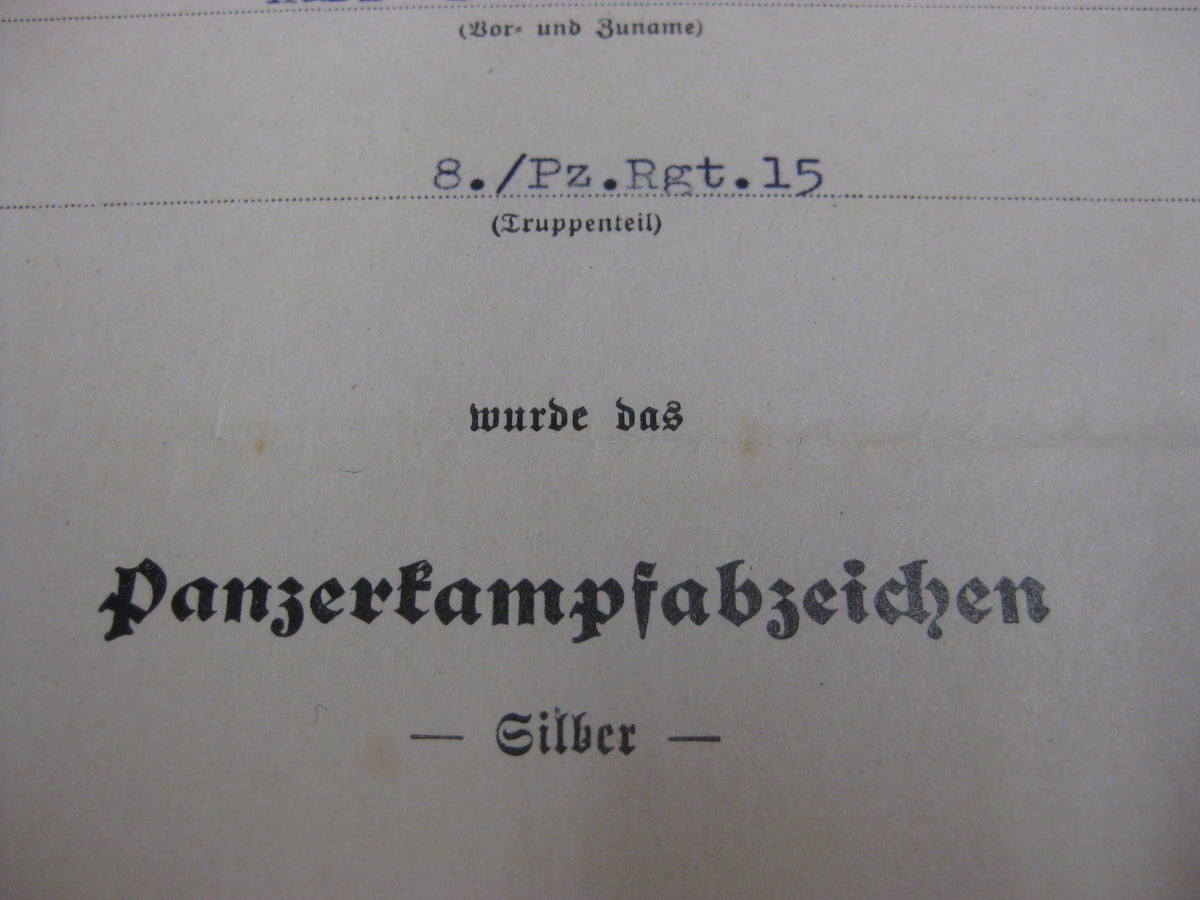 (Vor- und Zuname)
8./Pz.Rgt.15
(Truppenteil)
wurde das
Panzerkampfabzeichen
— Silber —